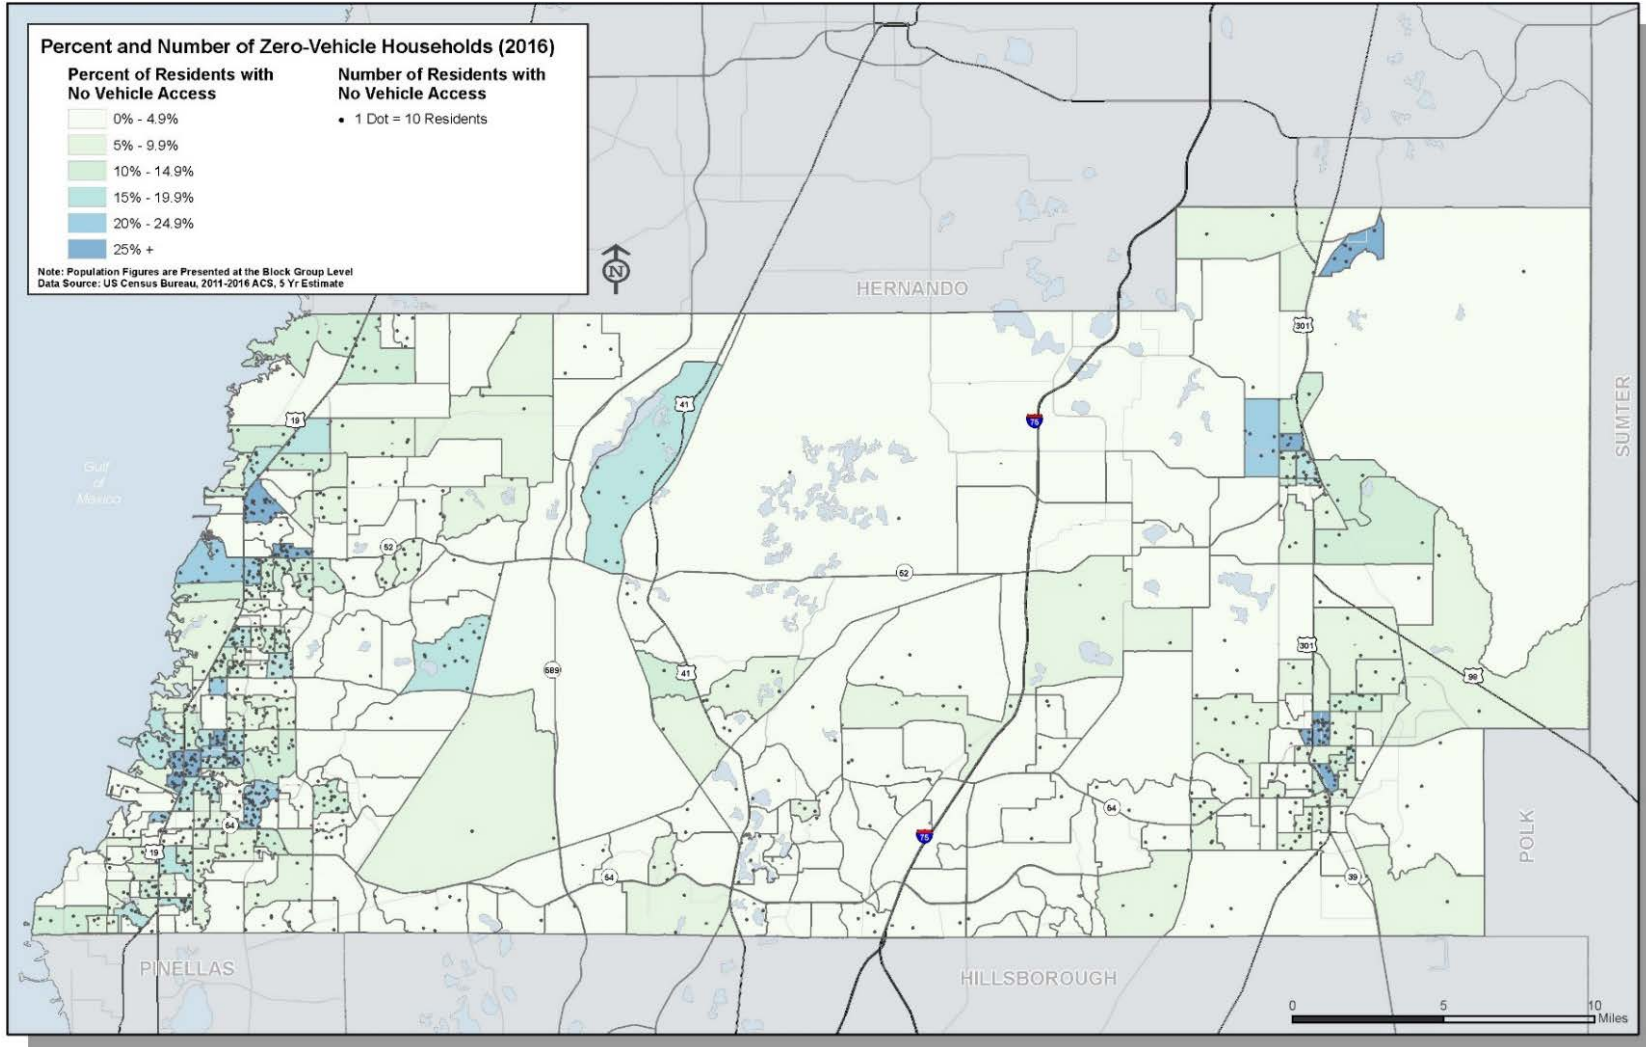 Percent and Number of Zero-Vehicle Households (2016)
Percent of Residents with
No Vehicle Access
0% - 4.9%
5% - 9.9%
10% - 14.9%
15% - 19.9%
20% - 24.9%
25% +
Number of Residents with
No Vehicle Access
1 Dot = 10 Residents
Note: Population Figures are Presented at the Block Group Level
Data Source: US Census Bureau, 2011-2016 ACS, 5 Yr Estimate
N
HERNANDO
301
SUMTER
41
19
75
Gulf
of
Mexico
52
52
589
41
301
98
54
64
75
19
54
39
POLK
PINELLAS
HILLSBOROUGH
0 5 10
Miles